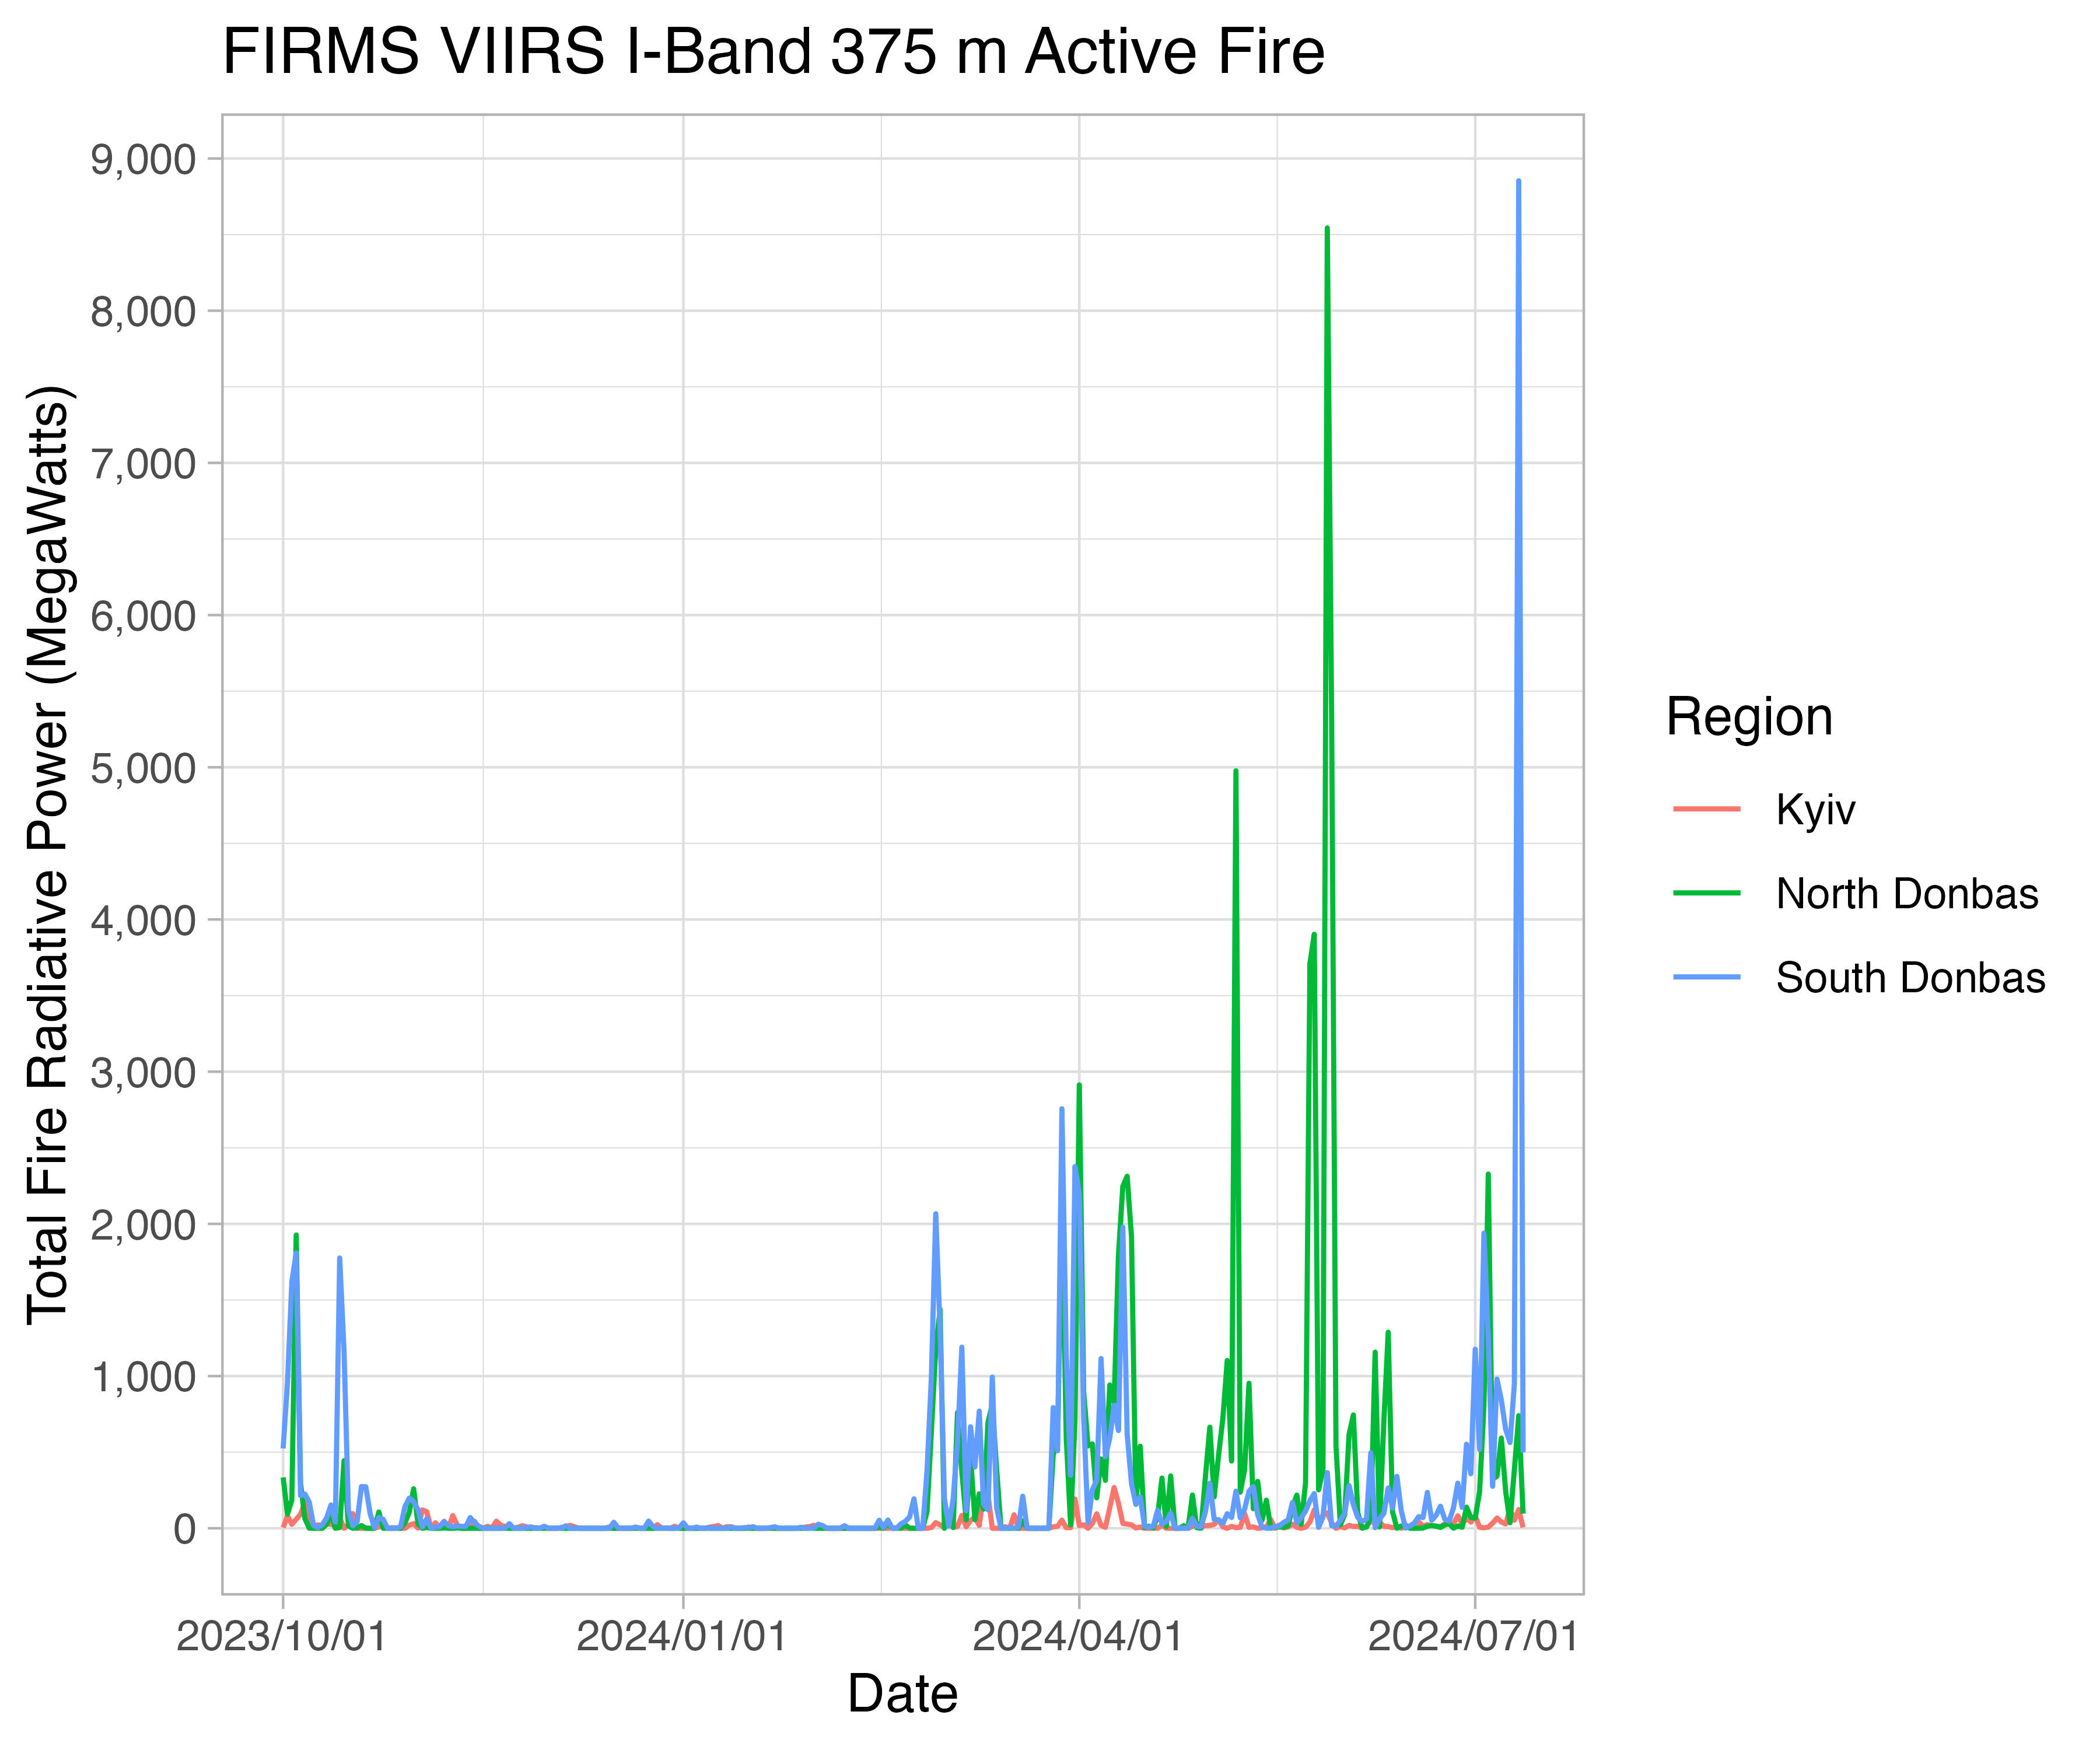 FIRMS VIIRS I-Band 375 m Active Fire
Total Fire Radiative Power (MegaWatts)
9,000
8,000
7,000
6,000
5,000
4,000
3,000
2,000
1,000
0
2023/10/01
2024/01/01
2024/04/01
2024/07/01
Date
Region
Kyiv
North Donbas
South Donbas